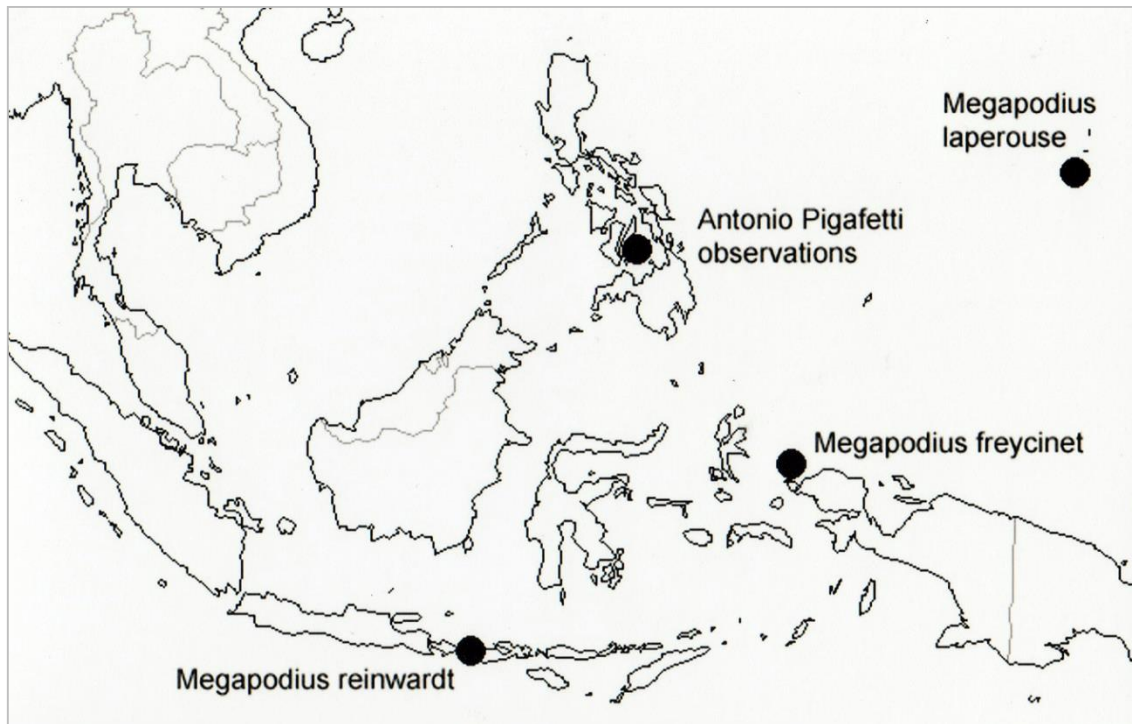 Megapodius
laperouse
Antonio Pigafetti
observations
Megapodius freycinet
Megapodius reinwardt